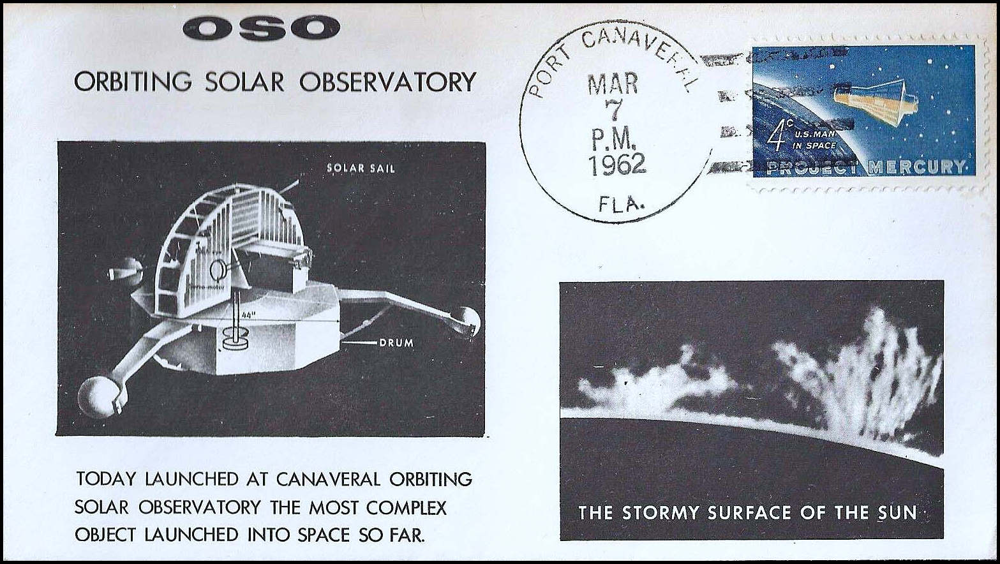 OSO
ORBITING SOLAR OBSERVATORY
PORT CANAVERAL
MAR
7
P.M.
1962
FLA.
4c
U.S. MAN
IN SPACE
PROJECT MERCURY
SOLAR SAIL
44"
DRUM
TODAY LAUNCHED AT CANAVERAL ORBITING
SOLAR OBSERVATORY THE MOST COMPLEX
OBJECT LAUNCHED INTO SPACE SO FAR.
THE STORMY SURFACE OF THE SUN